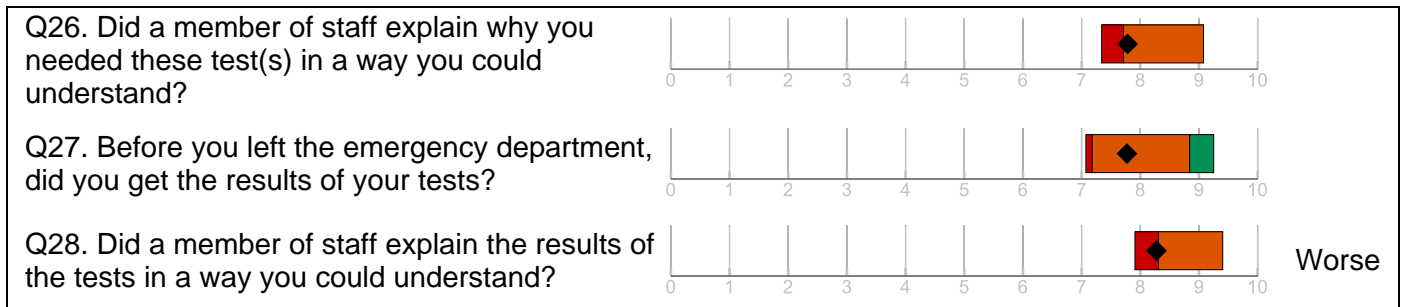 Q26. Did a member of staff explain why you
needed these test(s) in a way you could
understand?
0 1 2 3 4 5 6 7 8 9 10
Q27. Before you left the emergency department,
did you get the results of your tests?
0 1 2 3 4 5 6 7 8 9 10
Q28. Did a member of staff explain the results of
the tests in a way you could understand?
Worse
0 1 2 3 4 5 6 7 8 9 10